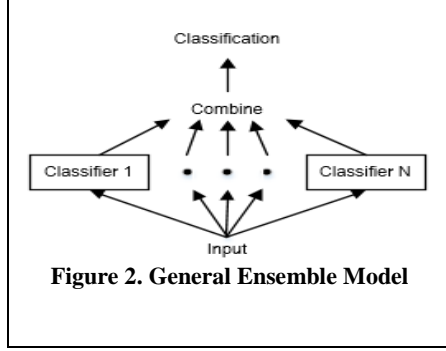 Classification
Combine
Classifier 1
Classifier N
Input
Figure 2. General Ensemble Model